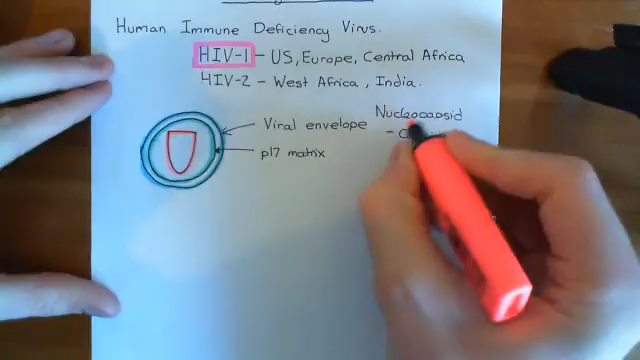 Human Immune Deficiency Virus.
HIV-1 - US, Europe, Central Africa
HIV-2 - West Africa, India.
Viral envelope
p17 matrix
Nucleocapsid